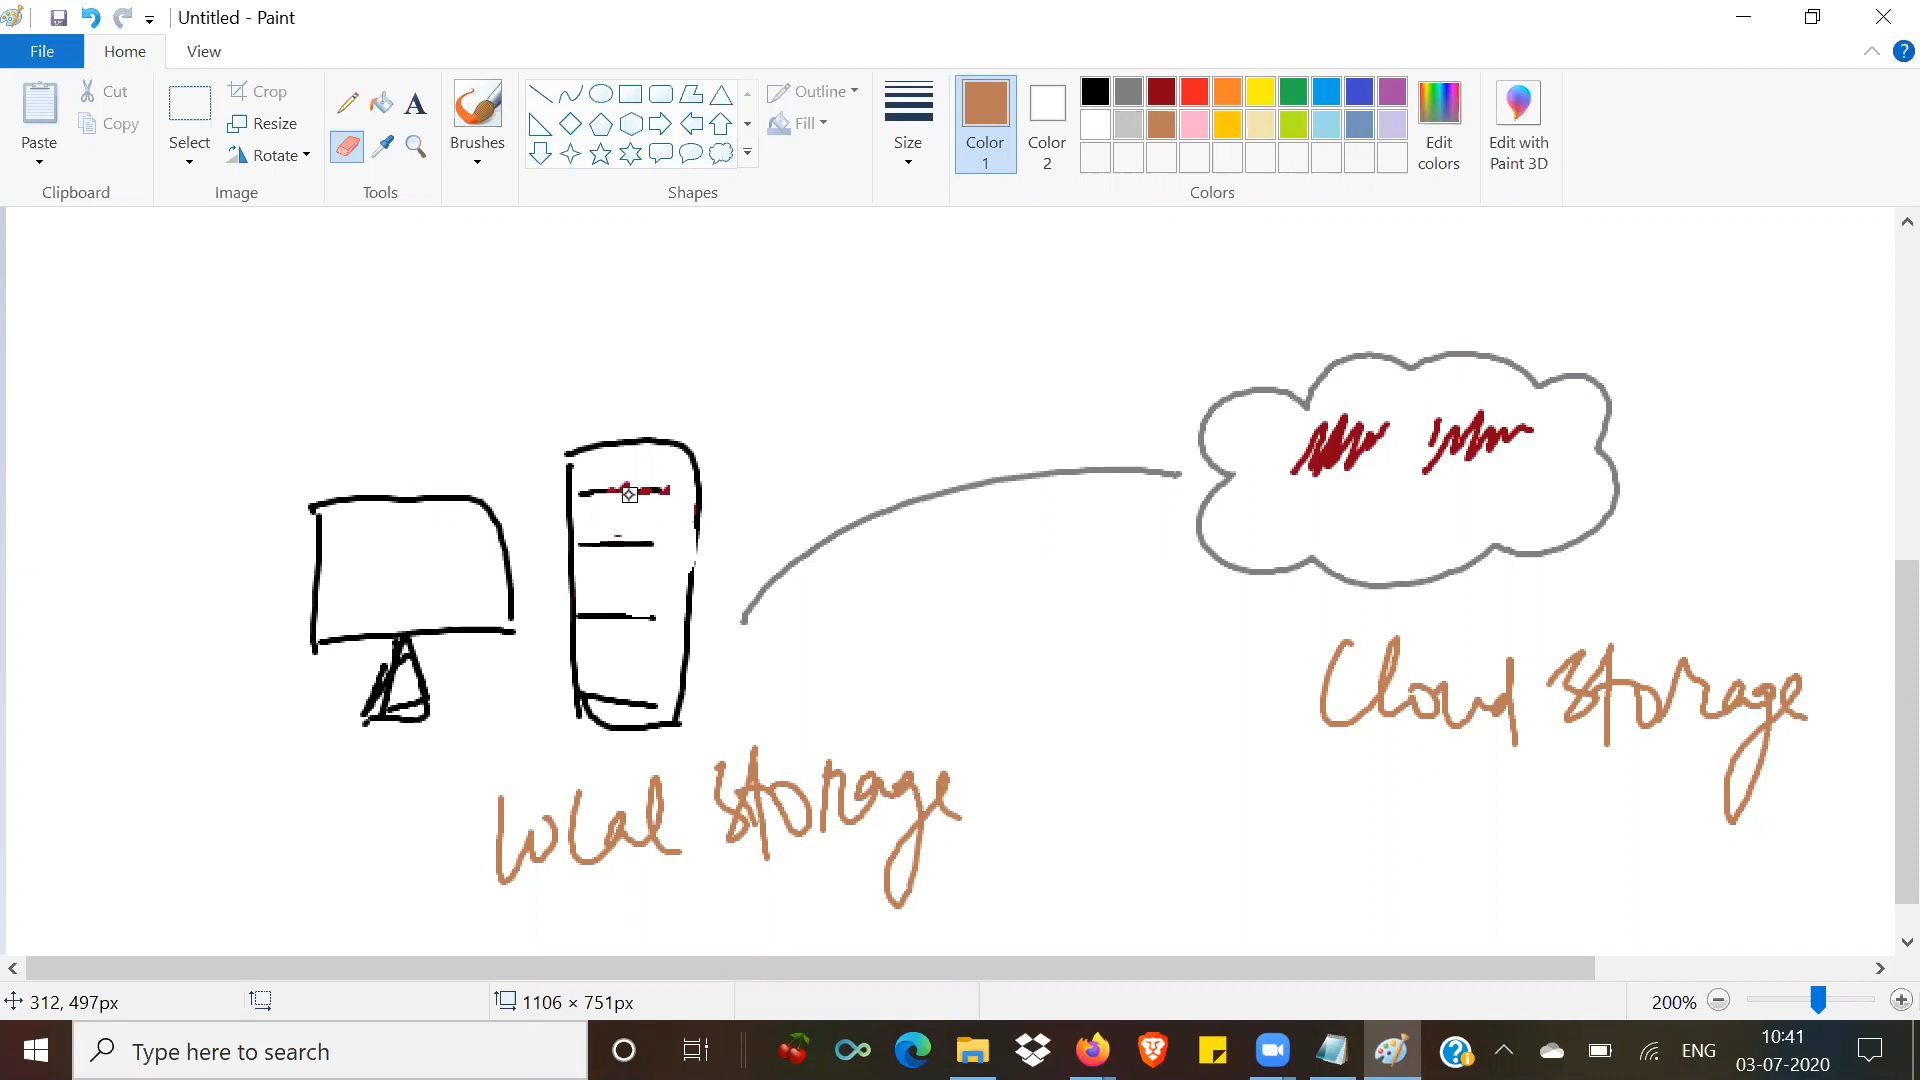 Untitled - Paint
File Home View
Paste
Cut
Copy
Clipboard
Select
Crop
Resize
Rotate
Image
A
Tools
Brushes
Shapes
Outline
Fill
Size
Color 1
Color 2
Edit colors
Colors
Edit with Paint 3D
?
Cloud Storage
Local Storage
312, 497px
1106 × 751px
200%
Type here to search
ENG
10:41
03-07-2020